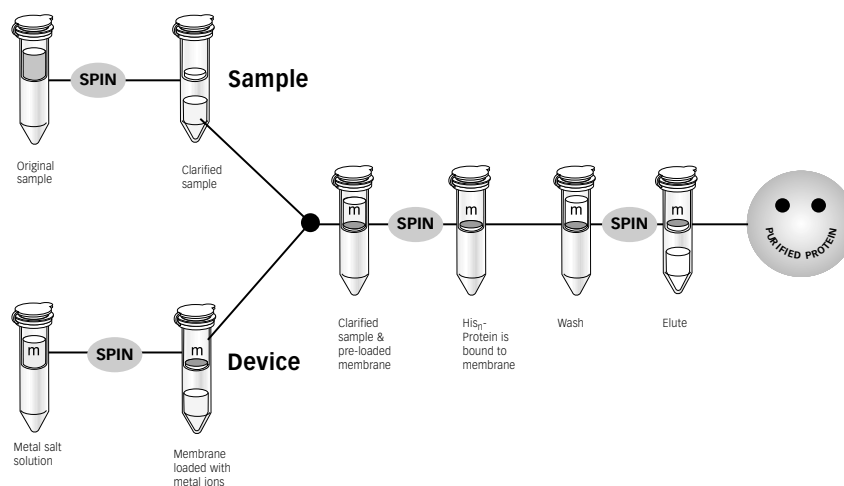 SPIN
Sample
Original
sample
Clarified
sample
m
SPIN
m
m
SPIN
m
PURIFIED PROTEIN
Clarified
sample &
pre-loaded
membrane
Hisn-
Protein is
bound to
membrane
Wash
Elute
m
SPIN
m
Device
Metal salt
solution
Membrane
loaded with
metal ions